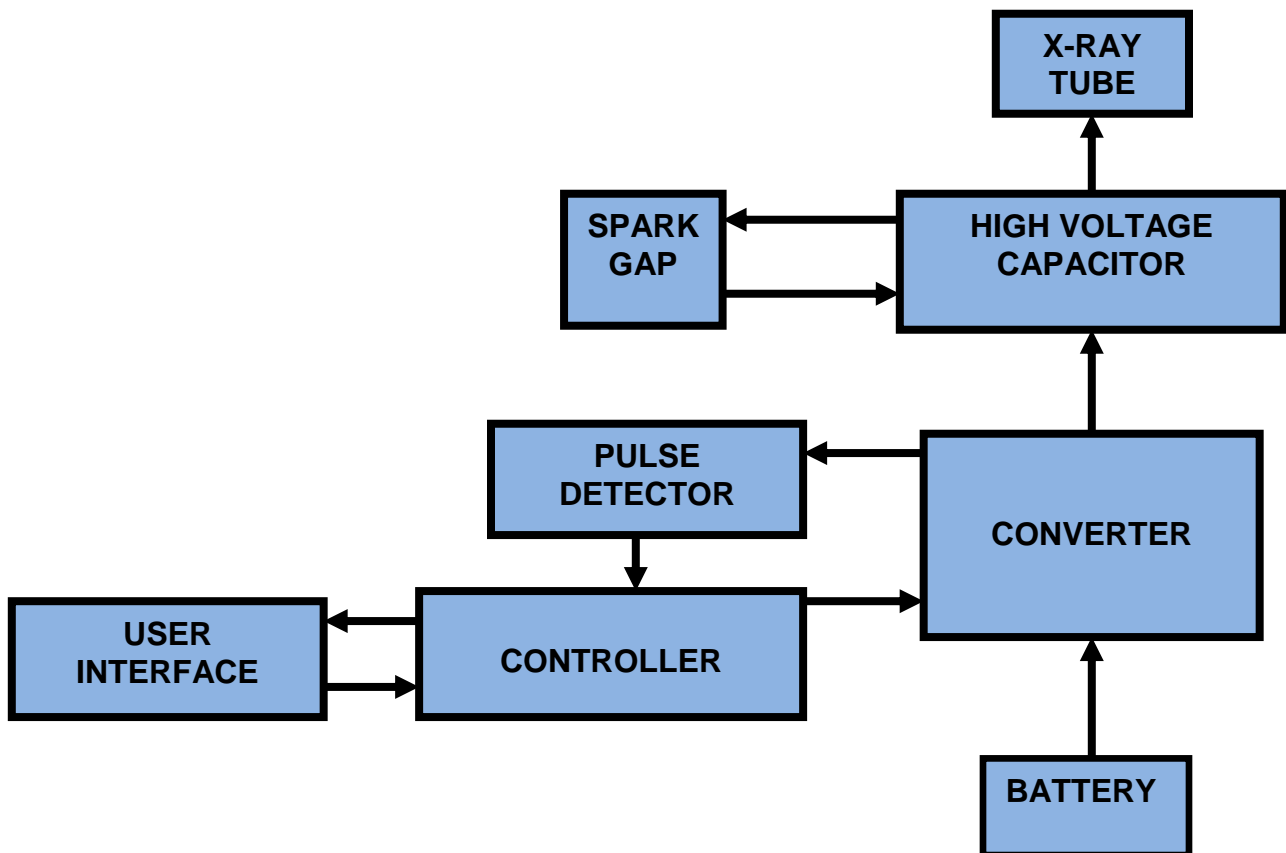 X-RAY
TUBE
SPARK
GAP
HIGH VOLTAGE
CAPACITOR
PULSE
DETECTOR
CONVERTER
USER
INTERFACE
CONTROLLER
BATTERY